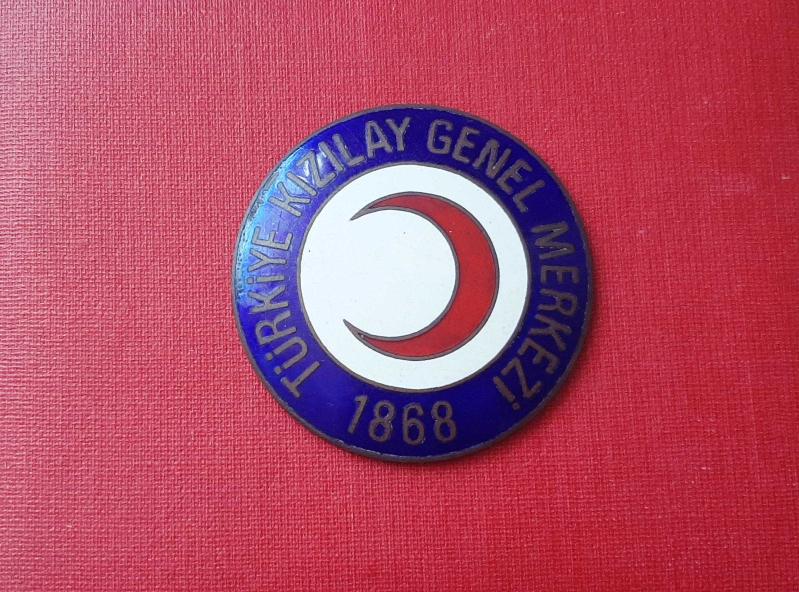 TÜRKİYE KIZILAY GENEL MERKEZİ
1868